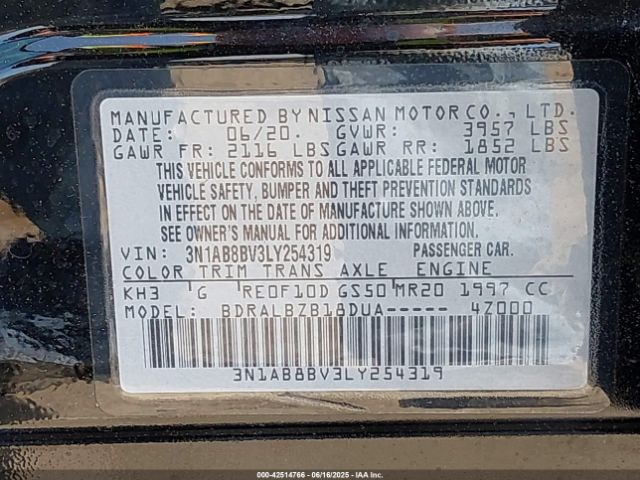 MANUFACTURED BY NISSAN MOTOR CO., LTD.
DATE: 06/20. GVWR: 3957 LBS
GAWR FR: 2116 LBS GAWR RR: 1852 LBS
THIS VEHICLE CONFORMS TO ALL APPLICABLE FEDERAL MOTOR
VEHICLE SAFETY, BUMPER AND THEFT PREVENTION STANDARDS
IN EFFECT ON THE DATE OF MANUFACTURE SHOWN ABOVE.
SEE OWNER'S MANUAL FOR ADDITIONAL INFORMATION.
VIN: 3N1AB8BV3LY254319 PASSENGER CAR.
COLOR TRIM TRANS AXLE ENGINE
KH3 G RE0F10D GS50 MR20 1997 CC
MODEL: BDRALBZB18DUA----- 4Z000
3N1AB8BV3LY254319
000-42514766 - 06/16/2025 - IAAI.COM